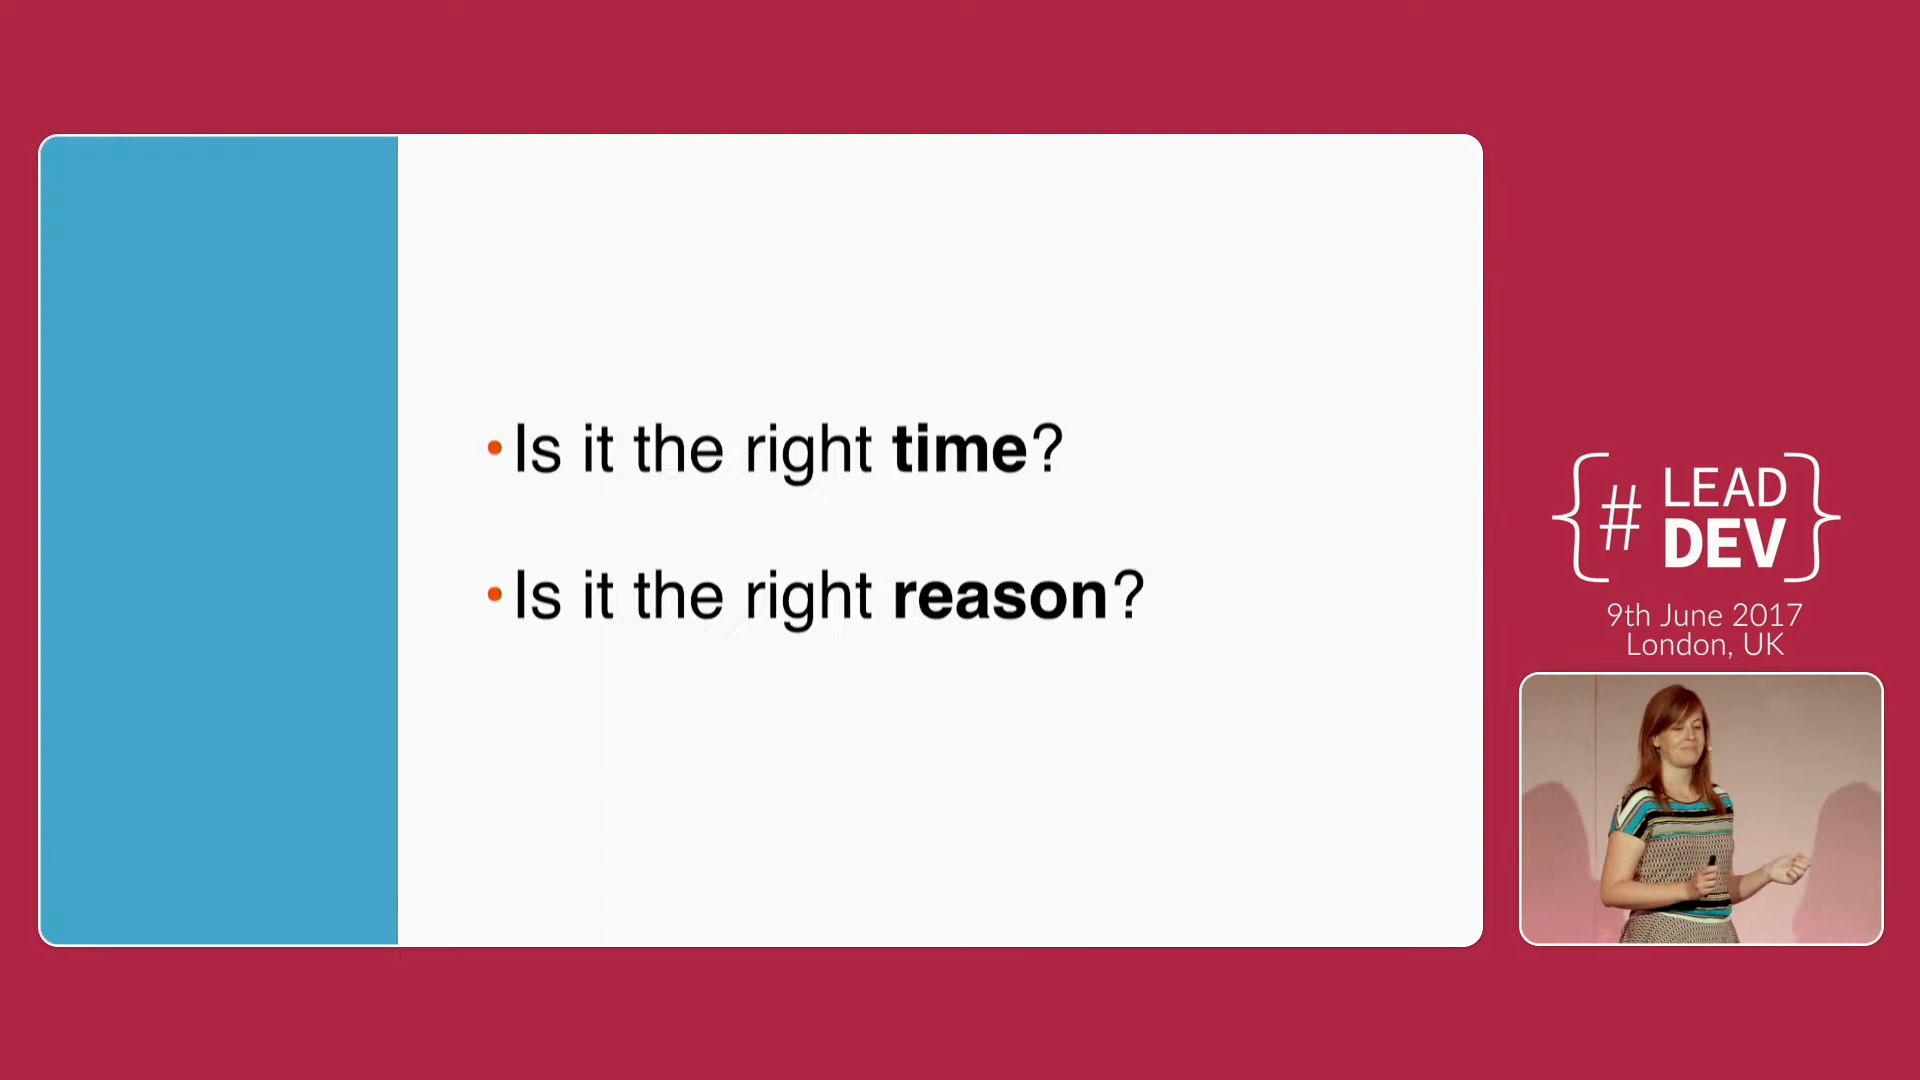 • Is it the right time?
• Is it the right reason?
{# LEAD
DEV}
9th June 2017
London, UK